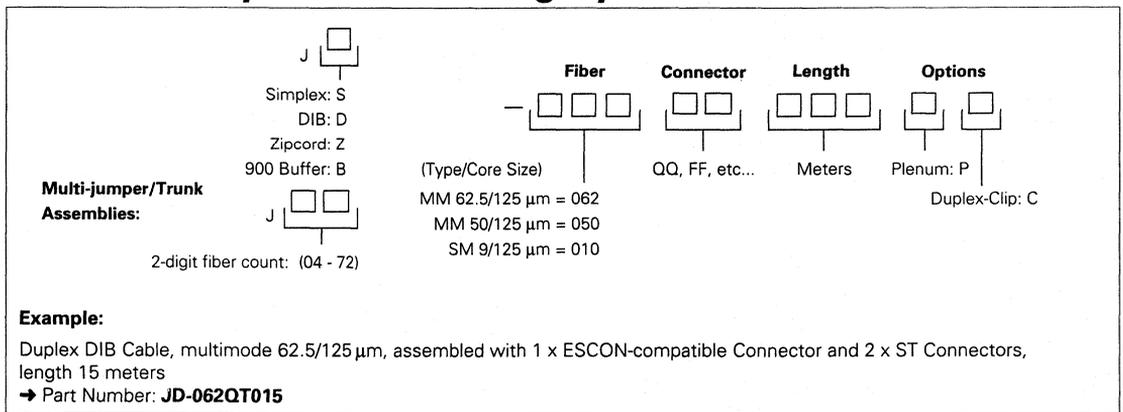 J
Simplex: S
DIB: D
Zipcord: Z
900 Buffer: B
Multi-jumper/Trunk
Assemblies:
J
2-digit fiber count: (04 - 72)
Fiber Connector Length Options
–
(Type/Core Size) QQ, FF, etc... Meters Plenum: P
MM 62.5/125 µm = 062 Duplex-Clip: C
MM 50/125 µm = 050
SM 9/125 µm = 010
Example:
Duplex DIB Cable, multimode 62.5/125 µm, assembled with 1 x ESCON-compatible Connector and 2 x ST Connectors,
length 15 meters
➔ Part Number: JD-062QT015